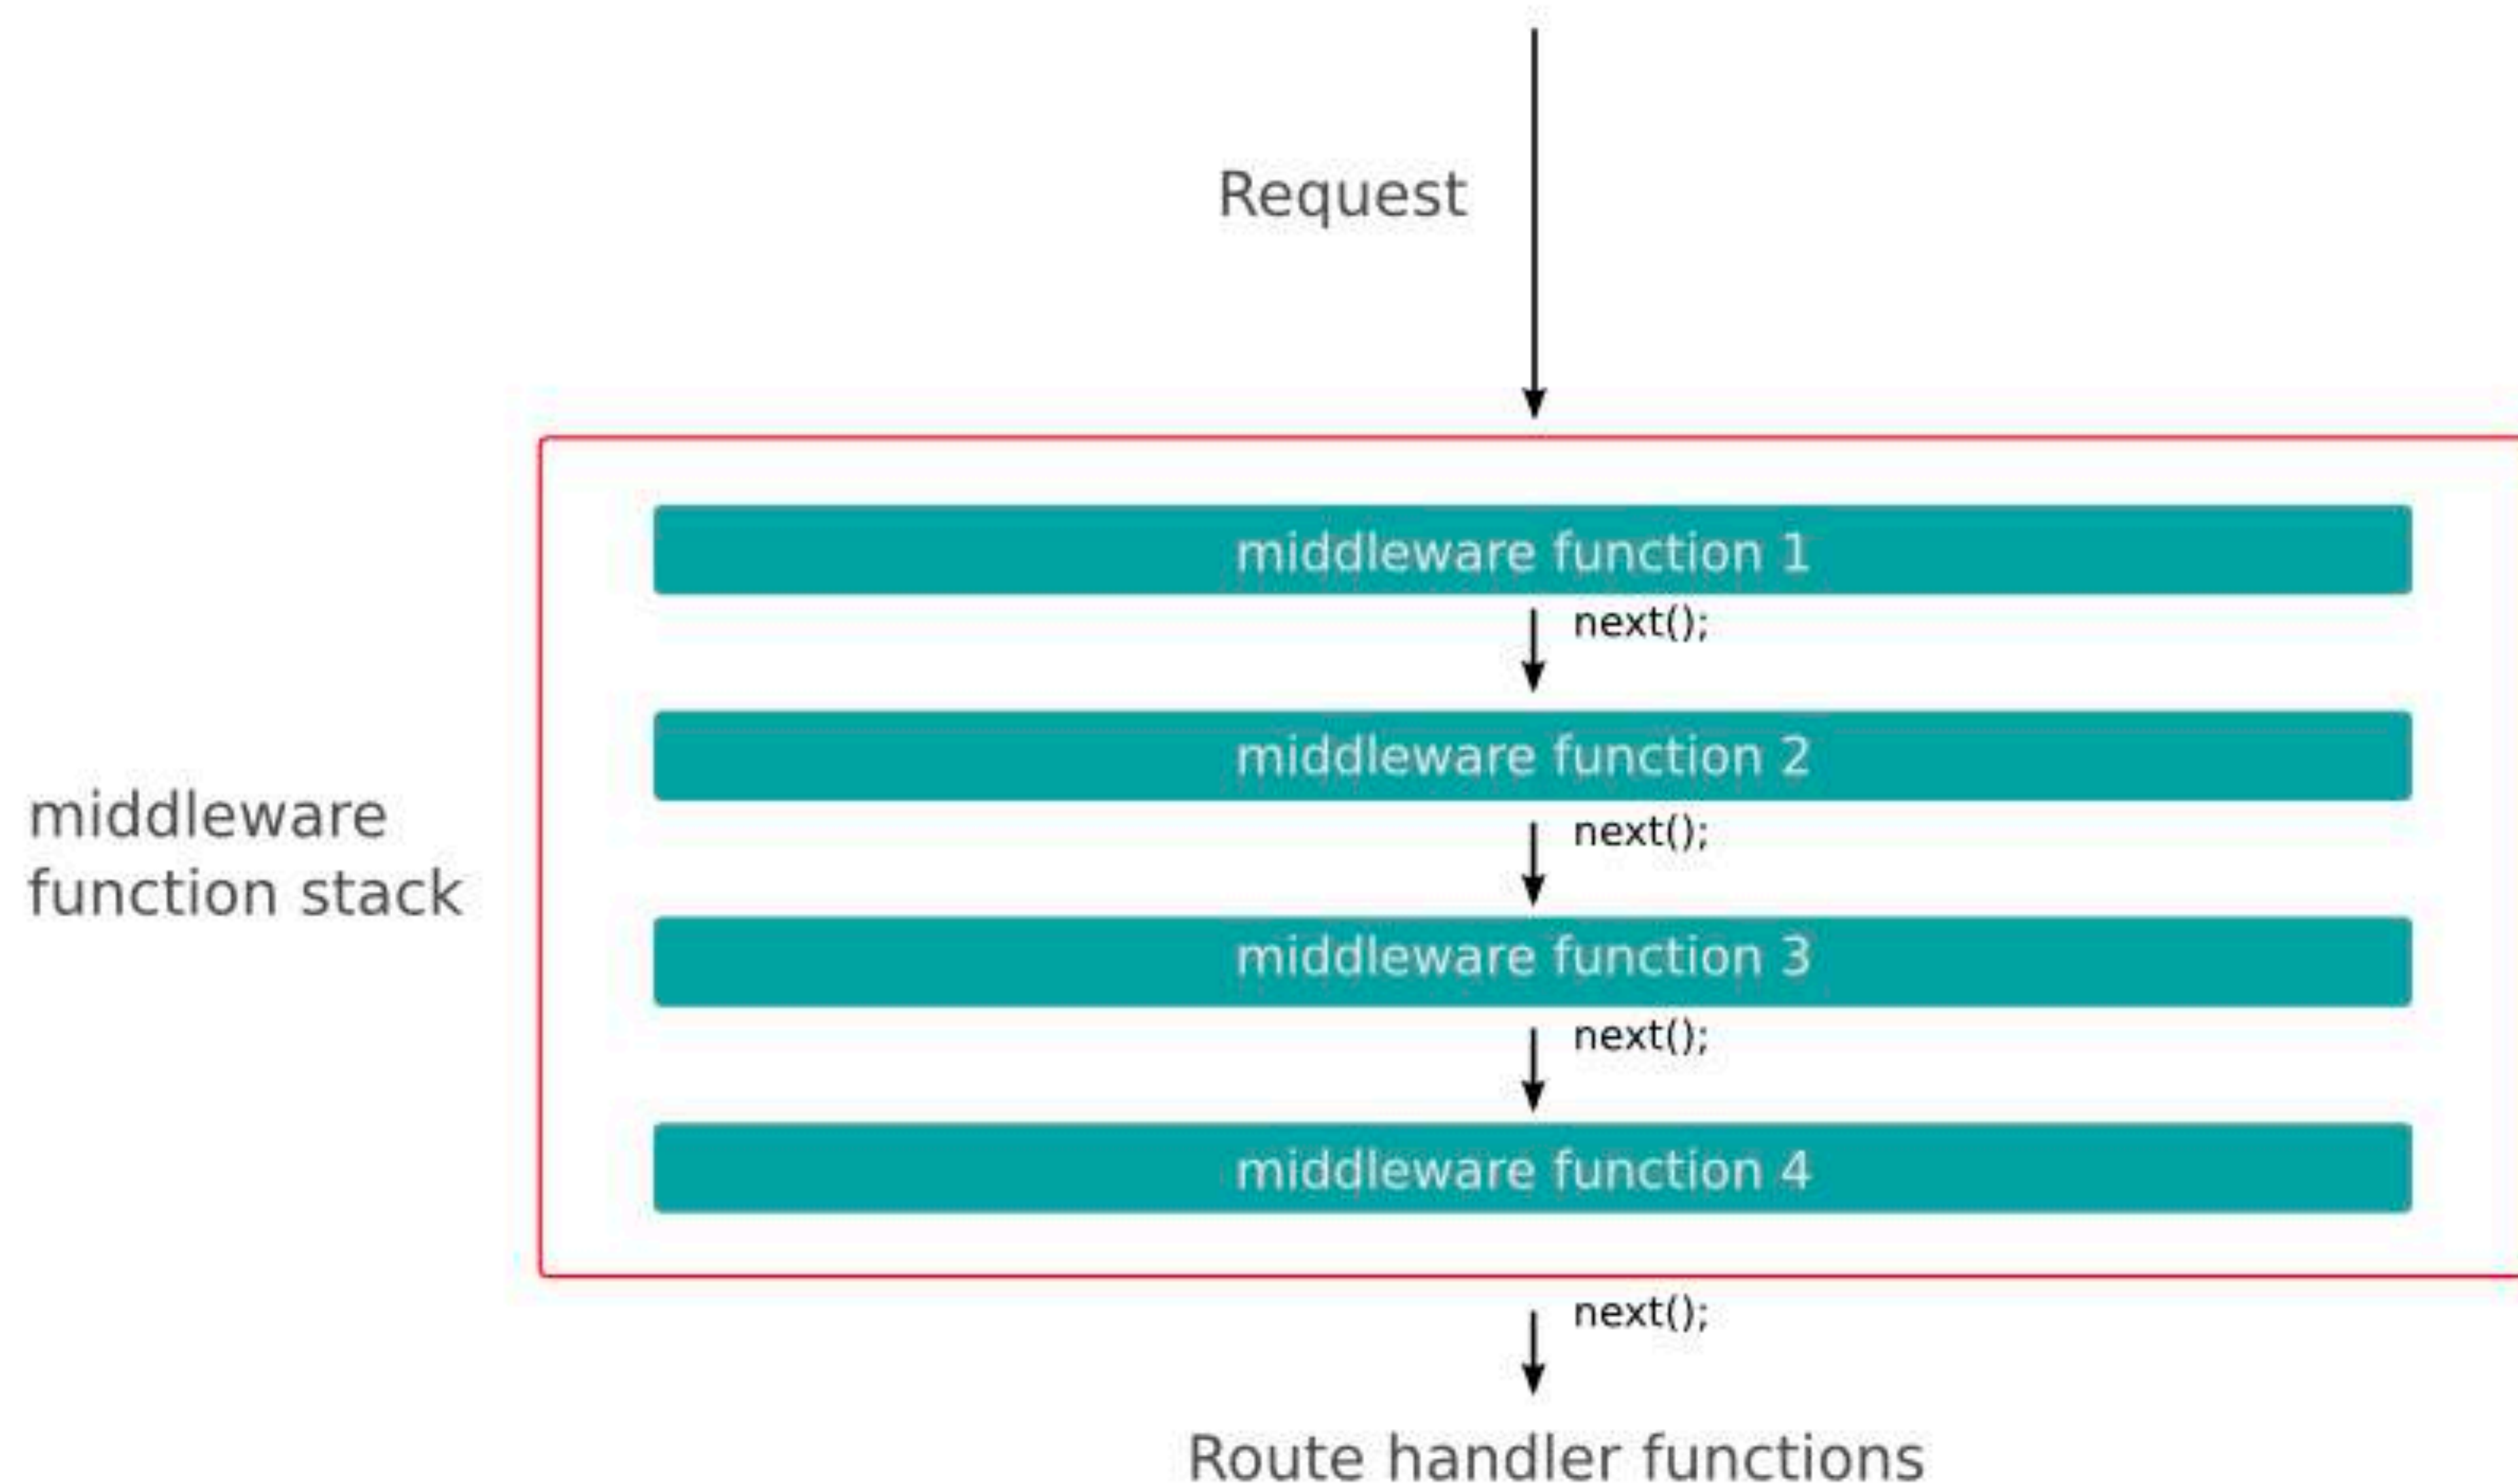 Request
middleware function 1
next();
middleware function 2
next();
middleware
function stack
middleware function 3
next();
middleware function 4
next();
Route handler functions